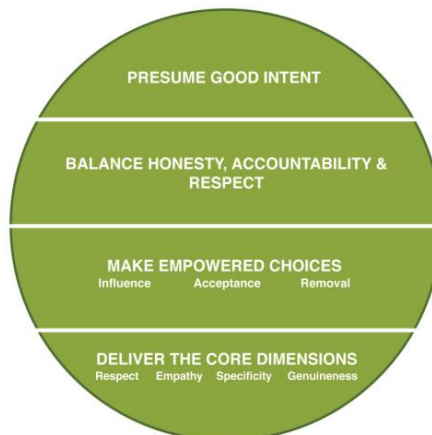 PRESUME GOOD INTENT
BALANCE HONESTY, ACCOUNTABILITY &
RESPECT
MAKE EMPOWERED CHOICES
Influence Acceptance Removal
DELIVER THE CORE DIMENSIONS
Respect Empathy Specificity Genuineness